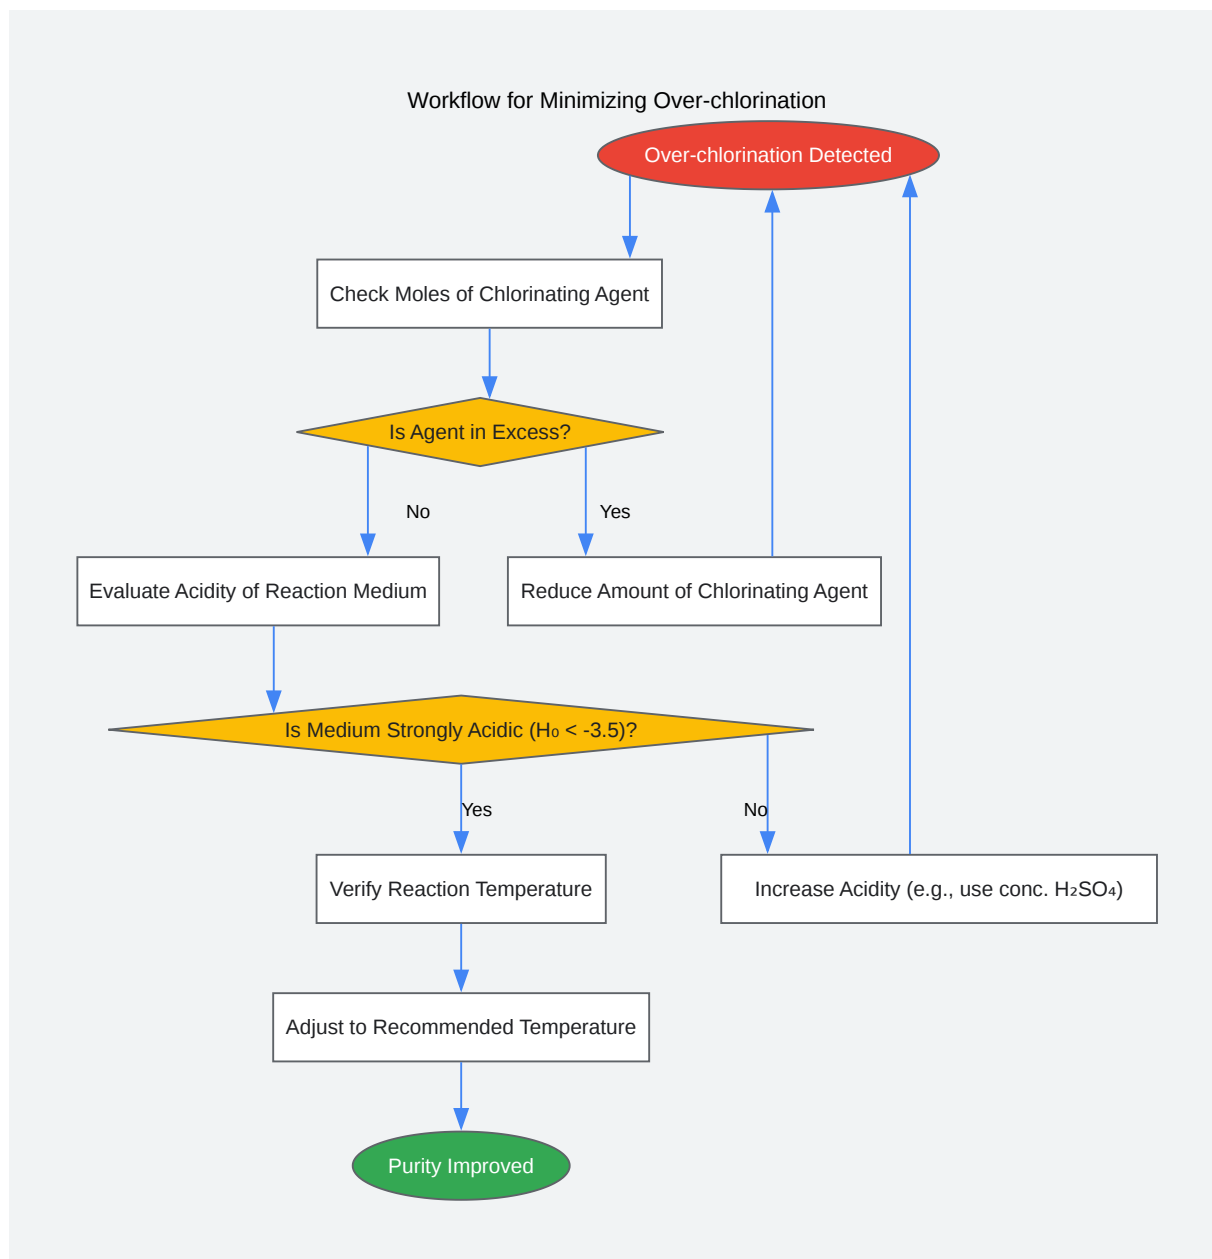 Workflow for Minimizing Over-chlorination
Over-chlorination Detected
Check Moles of Chlorinating Agent
Is Agent in Excess?
No
Yes
Evaluate Acidity of Reaction Medium
Reduce Amount of Chlorinating Agent
Is Medium Strongly Acidic (H₀ < -3.5)?
Yes
No
Verify Reaction Temperature
Increase Acidity (e.g., use conc. H₂SO₄)
Adjust to Recommended Temperature
Purity Improved